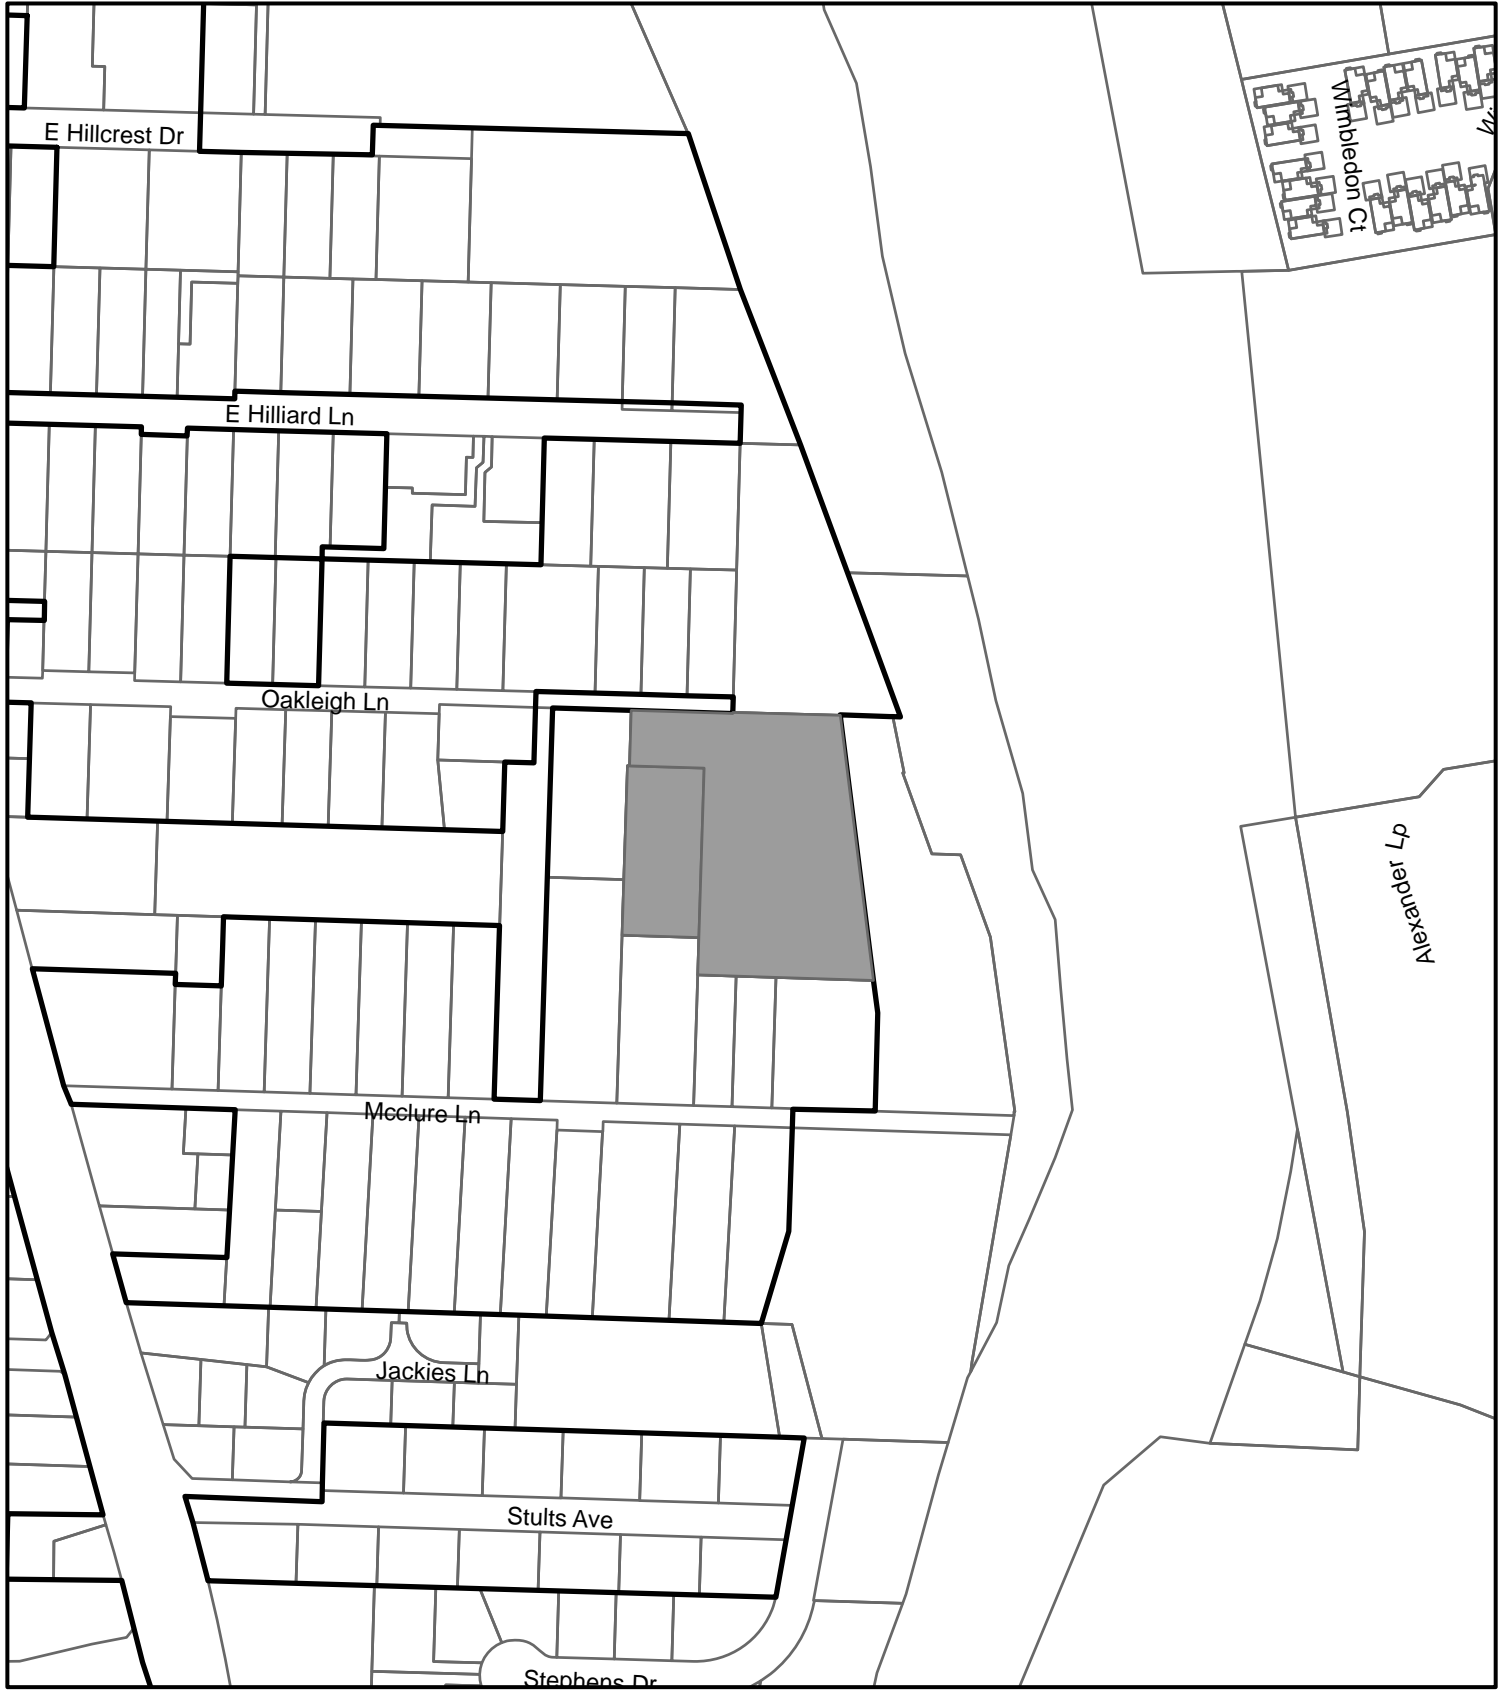 E Hillcrest Dr
Wimbledon Ct
E Hilliard Ln
Oakleigh Ln
Alexander Lp
Mcclure Ln
Jackies Ln
Stults Ave
Stephens Dr